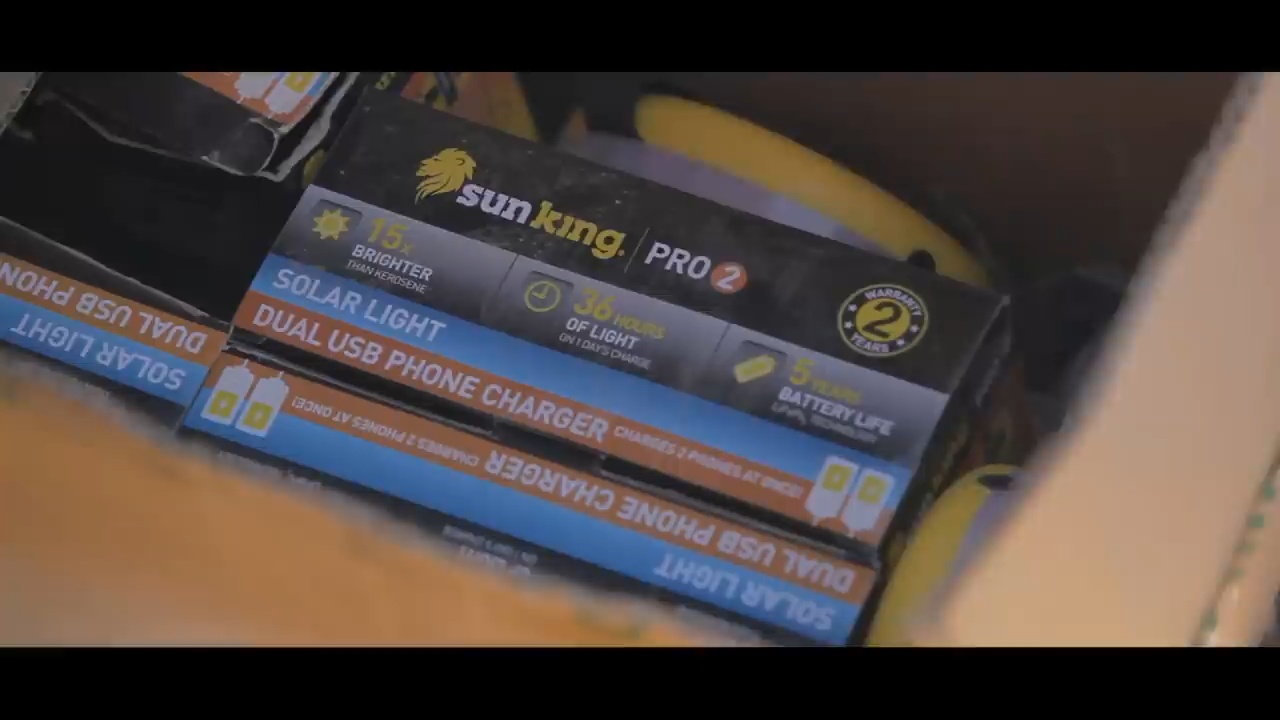 sun king. | PRO 2
15x
BRIGHTER
THAN KEROSENE
36 HOURS
OF LIGHT
ON 1 DAY'S CHARGE
5 YEARS
BATTERY LIFE
WARRANTY
2
YEARS
SOLAR LIGHT
DUAL USB PHONE CHARGER CHARGES 2 PHONES AT ONCE!
DUAL USB PHONE CHARGER CHARGES 2 PHONES AT ONCE!
SOLAR LIGHT
DUAL USB PHON
SOLAR LIGHT